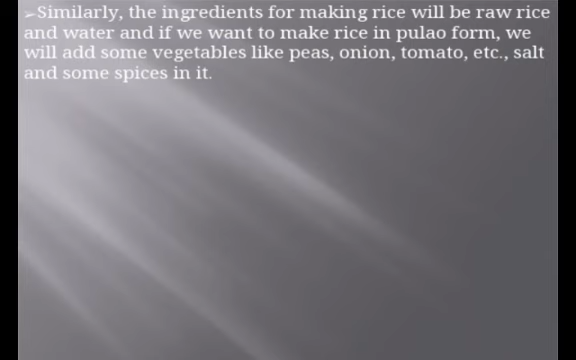 ➢Similarly, the ingredients for making rice will be raw rice
and water and if we want to make rice in pulao form, we
will add some vegetables like peas, onion, tomato, etc., salt
and some spices in it.